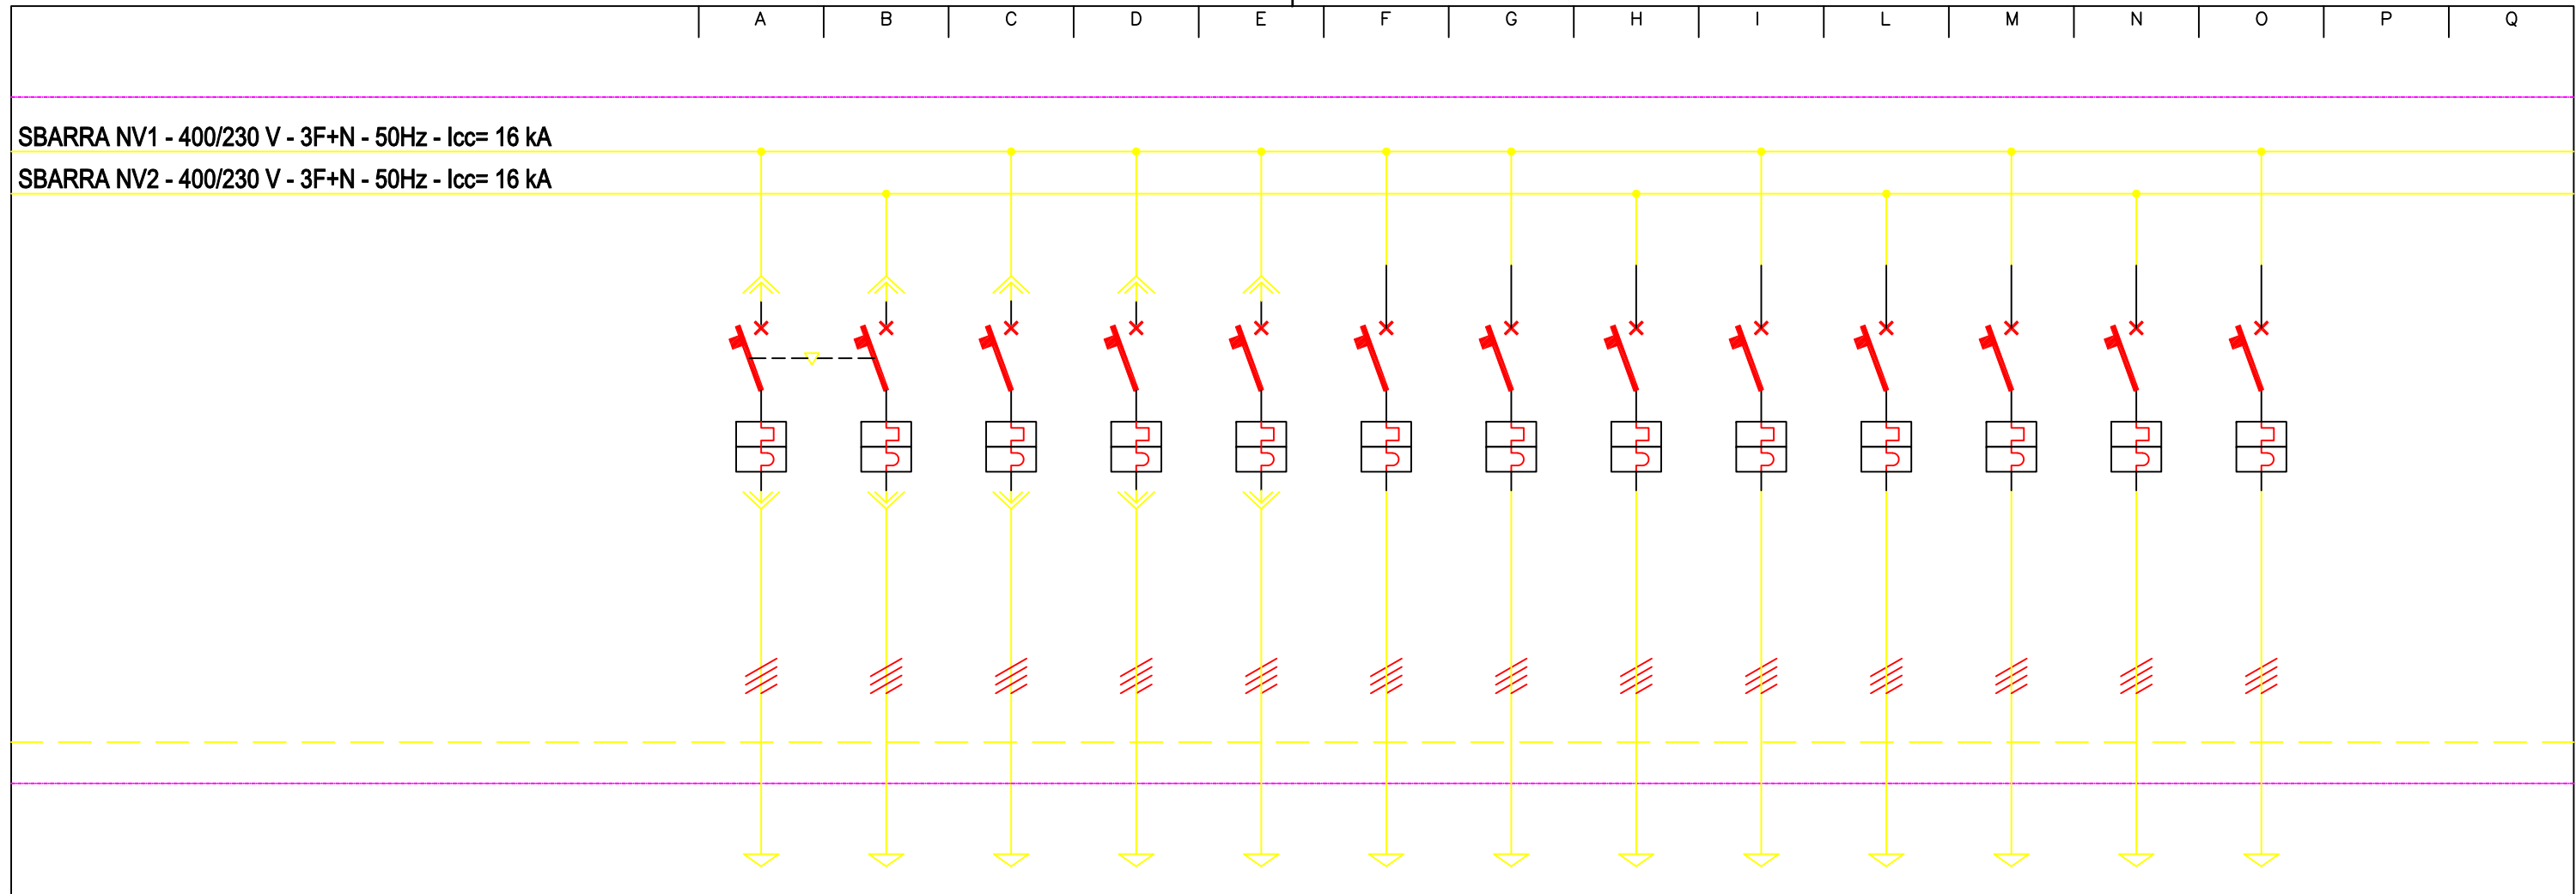 A B C D E F G H I L M N O P Q
SBARRA NV1 - 400/230 V - 3F+N - 50Hz - Icc= 16 kA
SBARRA NV2 - 400/230 V - 3F+N - 50Hz - Icc= 16 kA